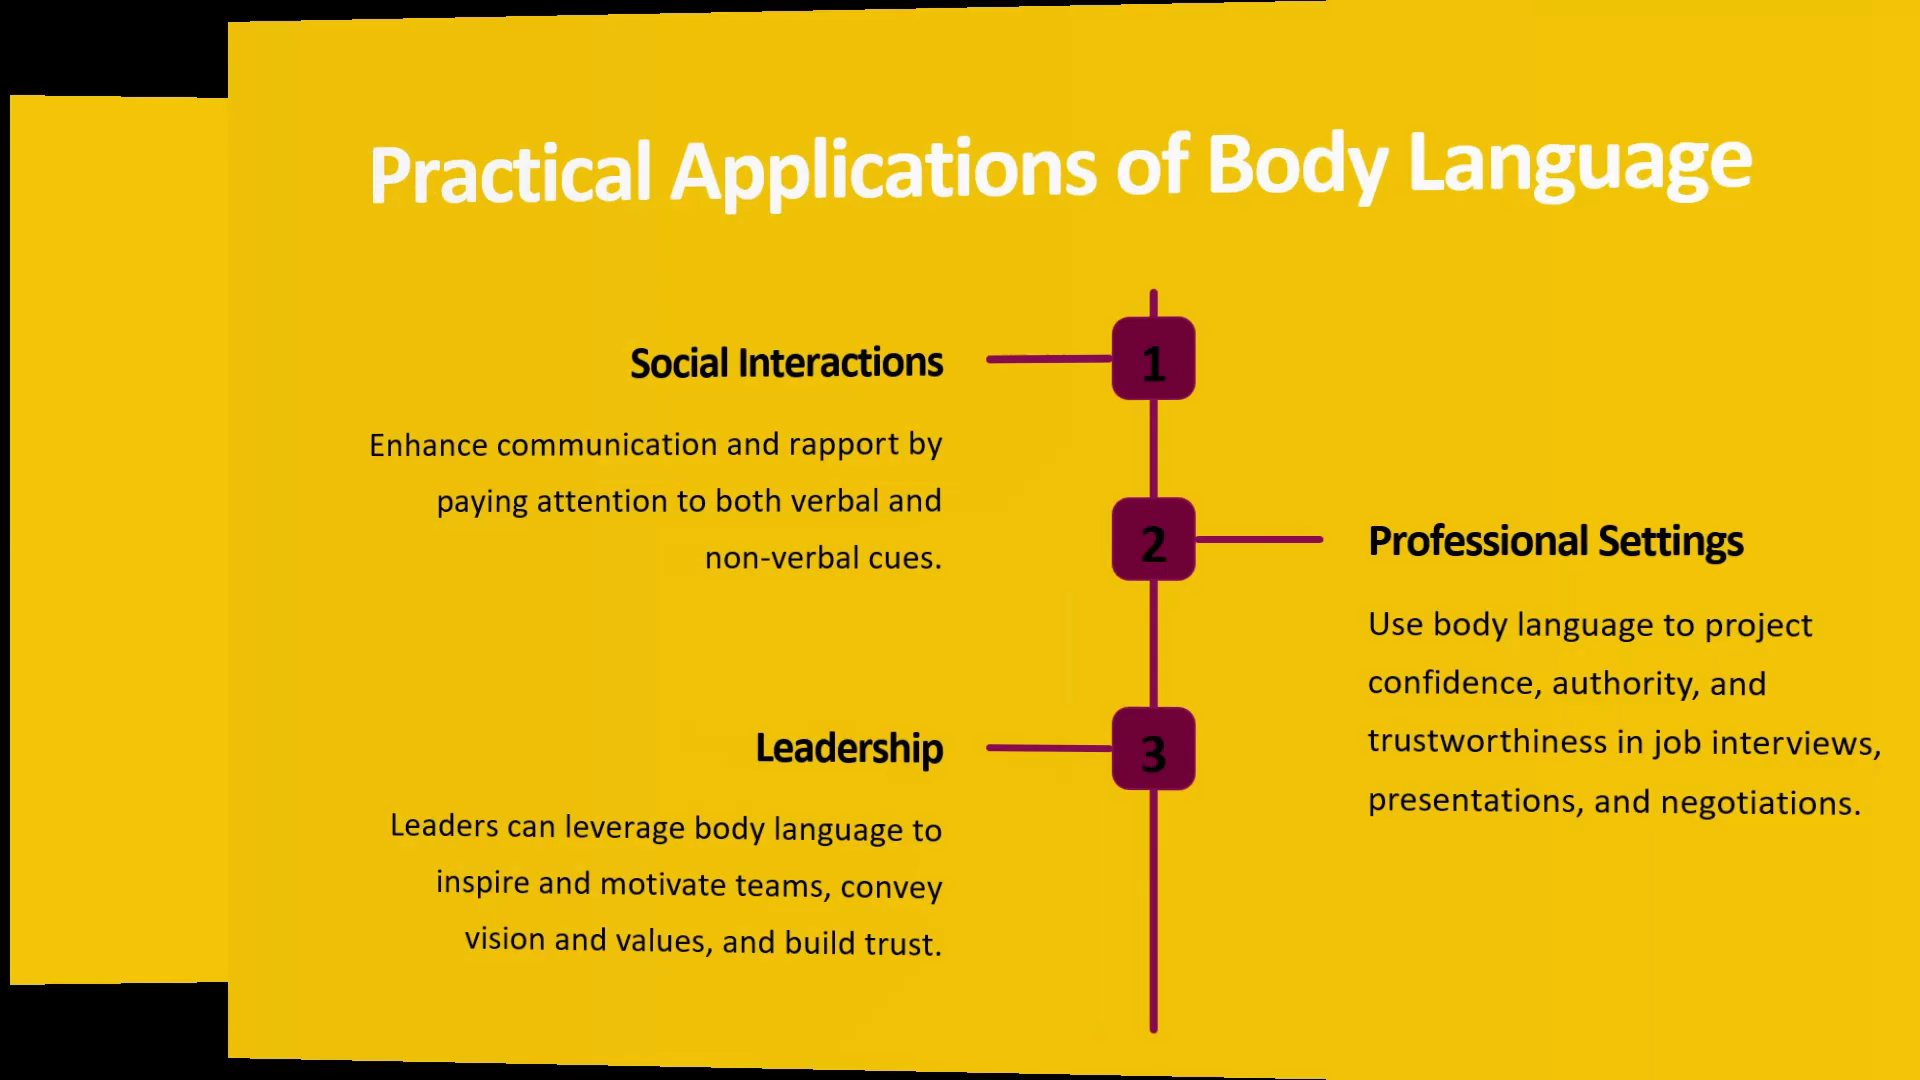 Practical Applications of Body Language
1
Social Interactions
Enhance communication and rapport by
paying attention to both verbal and
non-verbal cues.
2
Professional Settings
Use body language to project
confidence, authority, and
trustworthiness in job interviews,
presentations, and negotiations.
3
Leadership
Leaders can leverage body language to
inspire and motivate teams, convey
vision and values, and build trust.